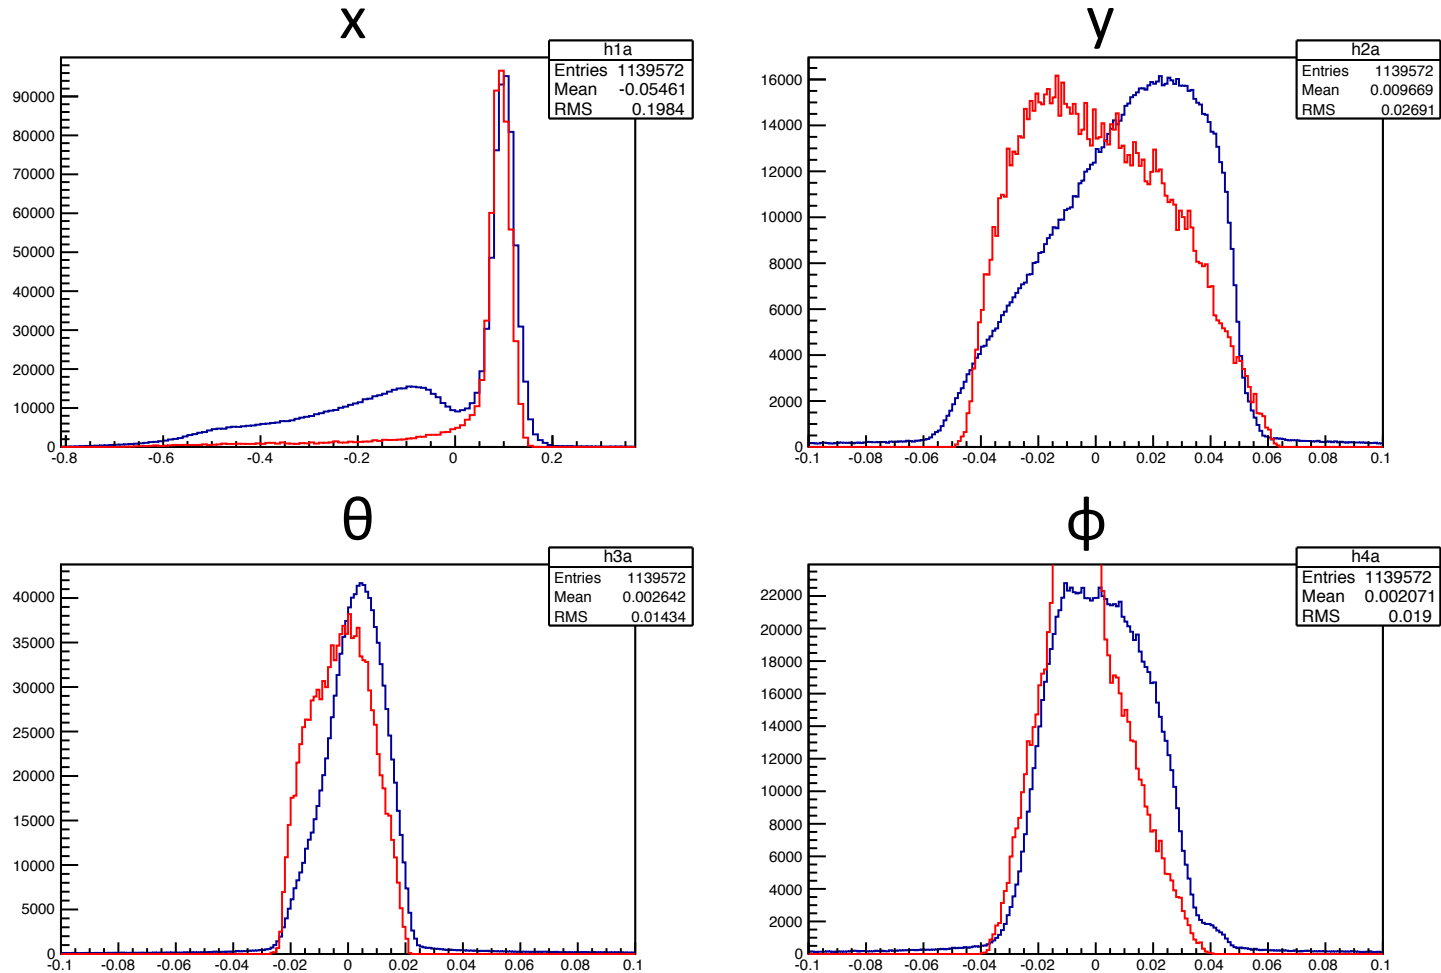 x
h1a
Entries 1139572
Mean -0.05461
RMS 0.1984
90000
80000
70000
60000
50000
40000
30000
20000
10000
0
-0.8 -0.6 -0.4 -0.2 0 0.2
y
h2a
Entries 1139572
Mean 0.009669
RMS 0.02691
16000
14000
12000
10000
8000
6000
4000
2000
0
-0.1 -0.08 -0.06 -0.04 -0.02 0 0.02 0.04 0.06 0.08 0.1
θ
h3a
Entries 1139572
Mean 0.002642
RMS 0.01434
40000
35000
30000
25000
20000
15000
10000
5000
0
-0.1 -0.08 -0.06 -0.04 -0.02 0 0.02 0.04 0.06 0.08 0.1
ϕ
h4a
Entries 1139572
Mean 0.002071
RMS 0.019
22000
20000
18000
16000
14000
12000
10000
8000
6000
4000
2000
0
-0.1 -0.08 -0.06 -0.04 -0.02 0 0.02 0.04 0.06 0.08 0.1